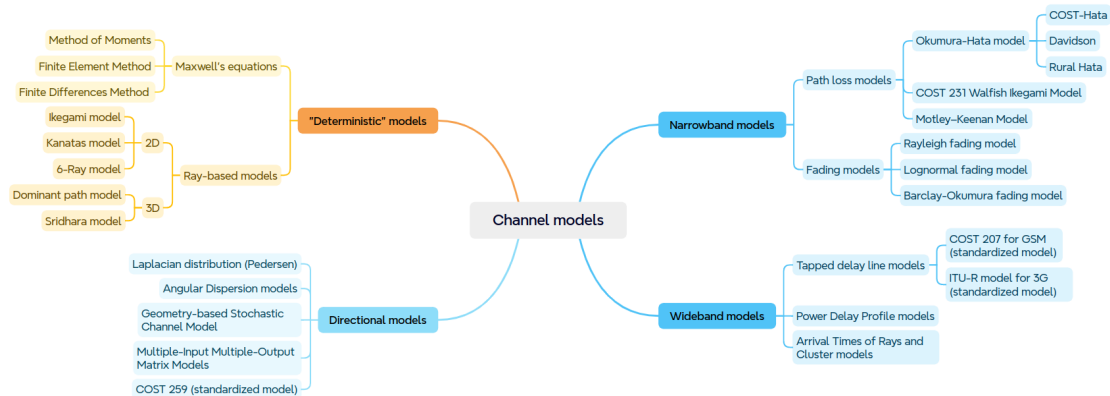 Channel models
"Deterministic" models
Maxwell's equations
Method of Moments
Finite Element Method
Finite Differences Method
Ray-based models
2D
Ikegami model
Kanatas model
6-Ray model
3D
Dominant path model
Sridhara model
Directional models
Laplacian distribution (Pedersen)
Angular Dispersion models
Geometry-based Stochastic
Channel Model
Multiple-Input Multiple-Output
Matrix Models
COST 259 (standardized model)
Narrowband models
Path loss models
Okumura-Hata model
COST-Hata
Davidson
Rural Hata
COST 231 Walfish Ikegami Model
Motley–Keenan Model
Fading models
Rayleigh fading model
Lognormal fading model
Barclay-Okumura fading model
Wideband models
Tapped delay line models
COST 207 for GSM
(standardized model)
ITU-R model for 3G
(standardized model)
Power Delay Profile models
Arrival Times of Rays and
Cluster models